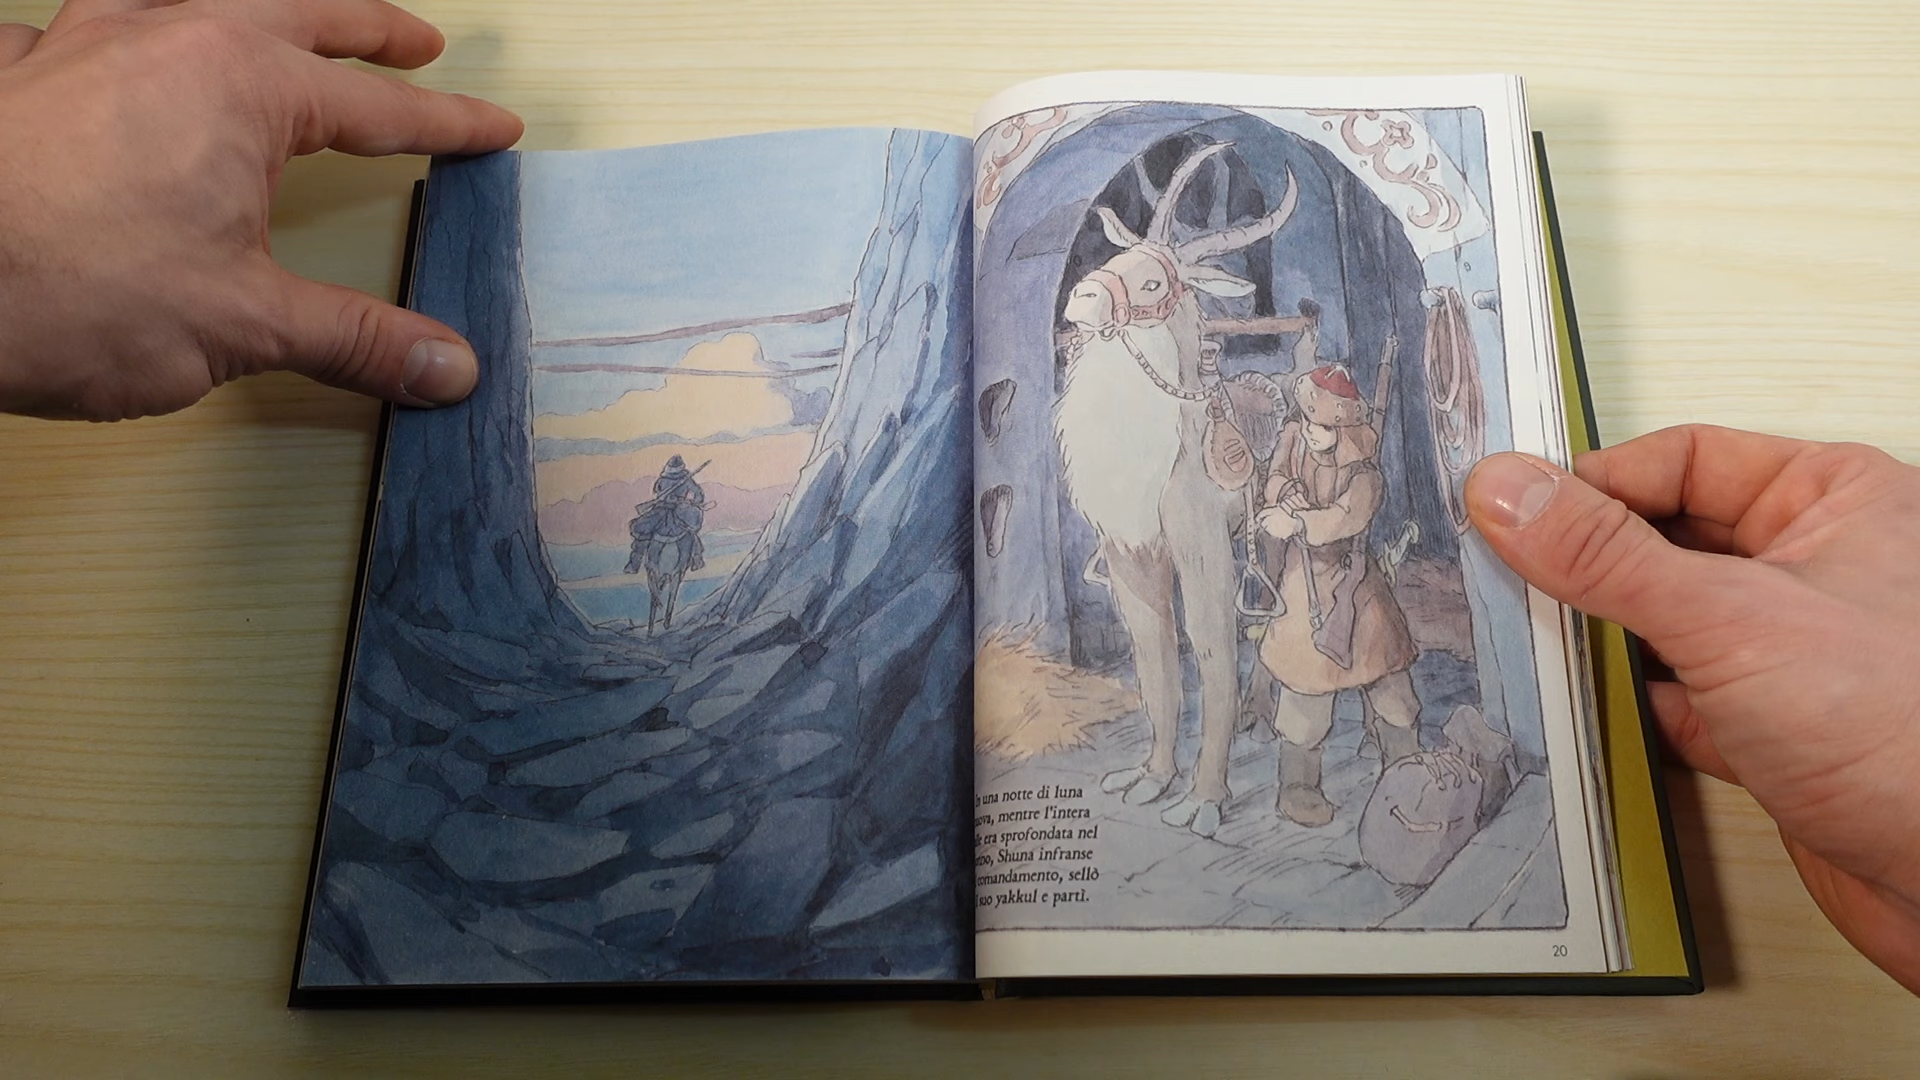 una notte di luna
mentre l'intera
era sprofondata nel
Shuna infranse
comandamento, sellò
suo yakkul e partì.
20